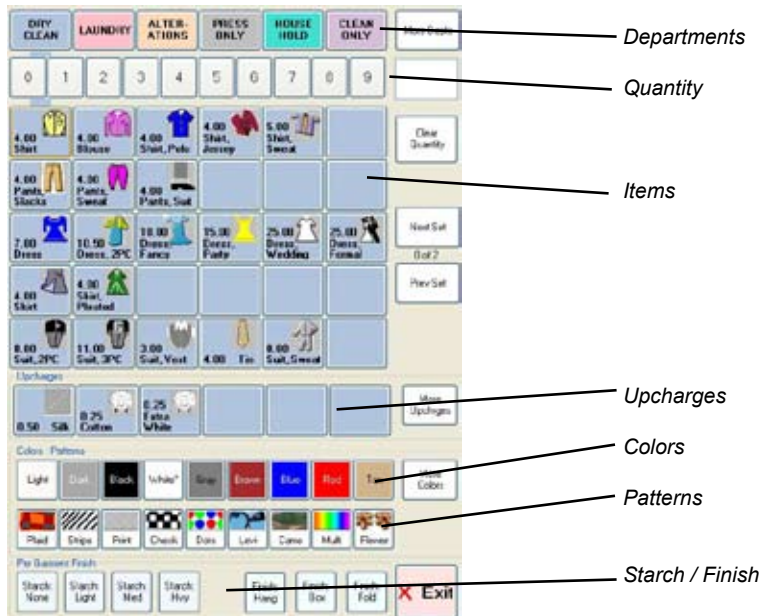 DRY CLEAN
LAUNDRY
ALTER-ATIONS
PRESS ONLY
HOUSE HOLD
CLEAN ONLY
Departments
0 1 2 3 4 5 6 7 8 9
Quantity
4.00 Shirt
4.00 Blouse
4.00 Shirt, Polo
4.00 Shirt, Jersey
5.00 Shirt, Sweat
Clear Quantity
4.00 Pants, Slacks
4.00 Pants, Sweat
4.00 Pants, Suit
Items
7.00 Dress
10.50 Dress, 2PC
10.00 Dress, Fancy
15.00 Dress, Party
25.00 Dress, Wedding
25.00 Dress, Formal
Next Set
0 of 2
4.00 Skirt
4.00 Skirt, Pleated
Prev Set
8.00 Suit, 2PC
11.00 Suit, 3PC
3.00 Suit, Vest
4.00 Tie
8.00 Suit, Sweat
Upcharges
0.50 Silk
0.25 Cotton
0.25 Extra White
More Upchrges
Upcharges
Colors Patterns
Light
Dark
Black
White*
Gray
Brown
Blue
Red
Tan
More Colors
Colors
Plaid
Stripe
Print
Check
Dots
Levi
Camo
Multi
Flower
Patterns
Starch: None
Starch: Light
Starch: Med
Starch: Hvy
Finish: Hang
Finish: Box
Finish: Fold
X Exit
Starch / Finish